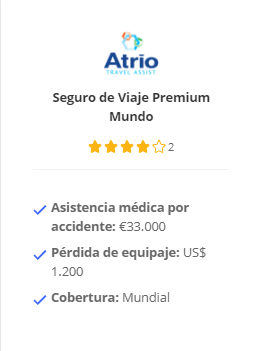 Atrio
TRAVEL ASSIST
Seguro de Viaje Premium
Mundo
2
Asistencia médica por
accidente: €33.000
Pérdida de equipaje: US$
1.200
Cobertura: Mundial